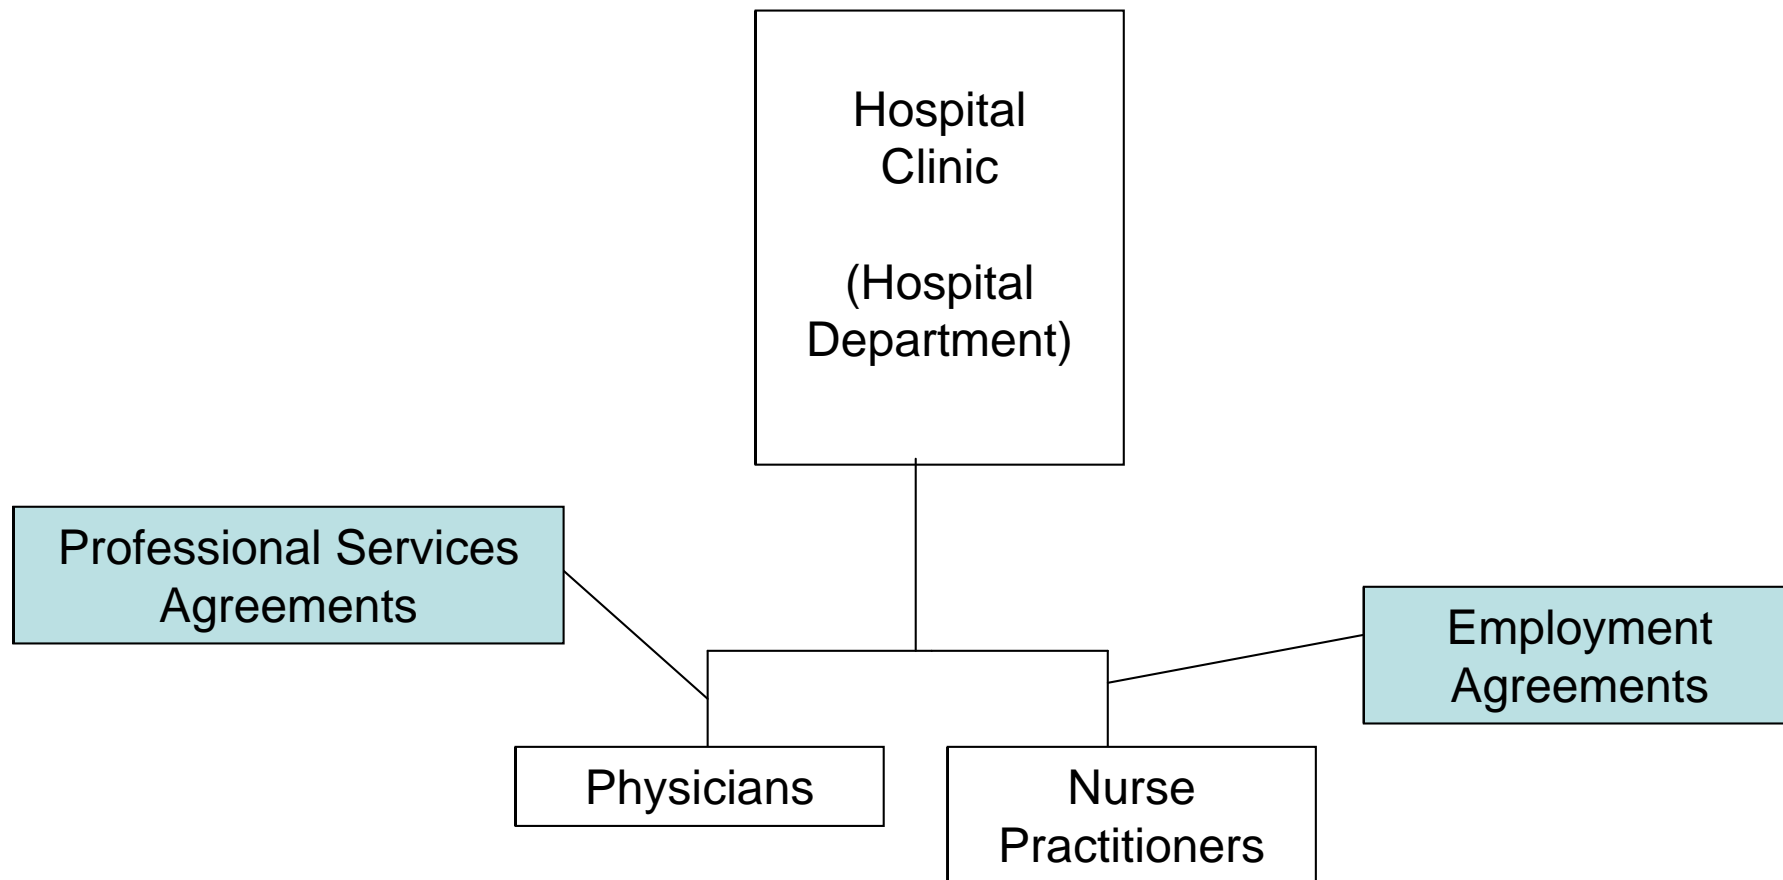 Hospital
Clinic
(Hospital
Department)
Professional Services
Agreements
Employment
Agreements
Physicians
Nurse
Practitioners